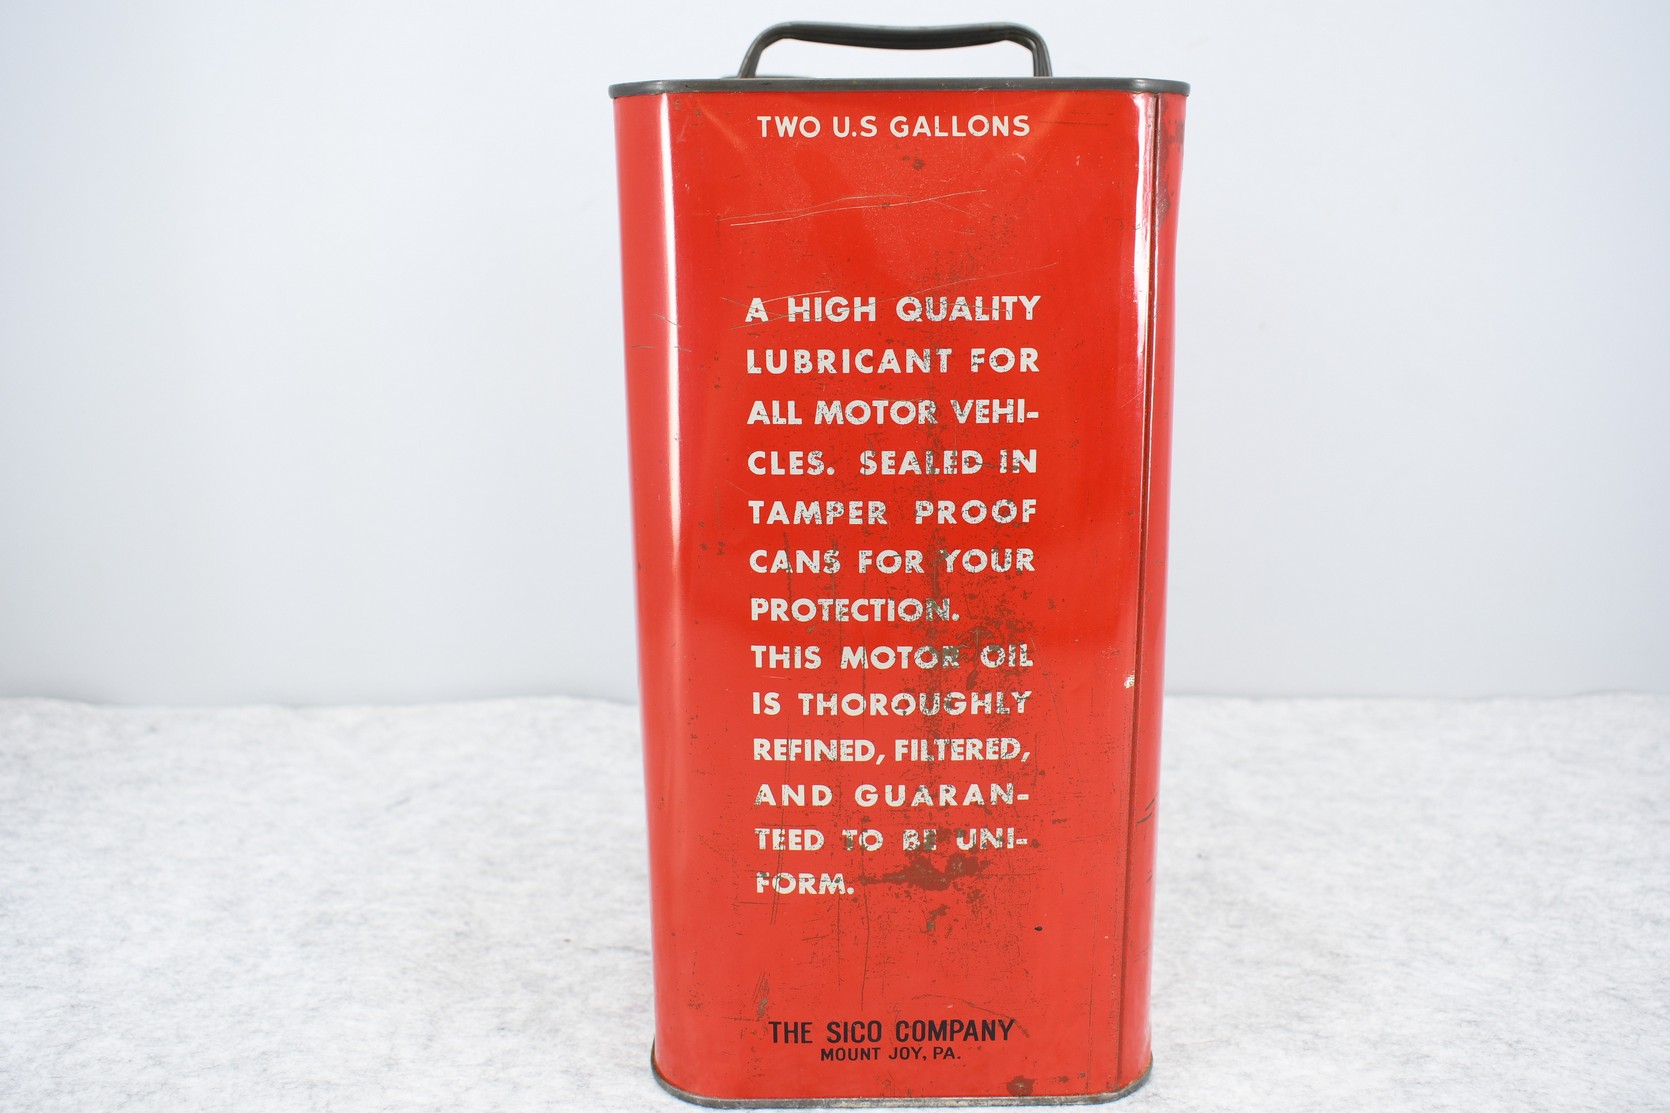 TWO U.S GALLONS
A HIGH QUALITY
LUBRICANT FOR
ALL MOTOR VEHI-
CLES. SEALED IN
TAMPER PROOF
CANS FOR YOUR
PROTECTION.
THIS MOTOR OIL
IS THOROUGHLY
REFINED, FILTERED,
AND GUARAN-
TEED TO BE UNI-
FORM.
THE SICO COMPANY
MOUNT JOY, PA.